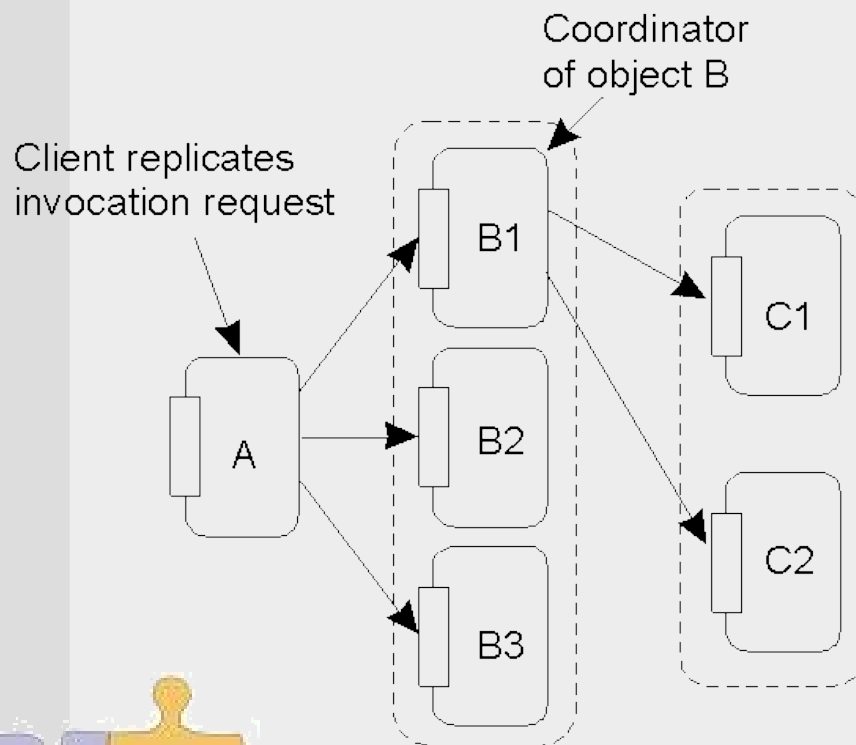 Coordinator
of object B
Client replicates
invocation request
B1
C1
A
B2
C2
B3